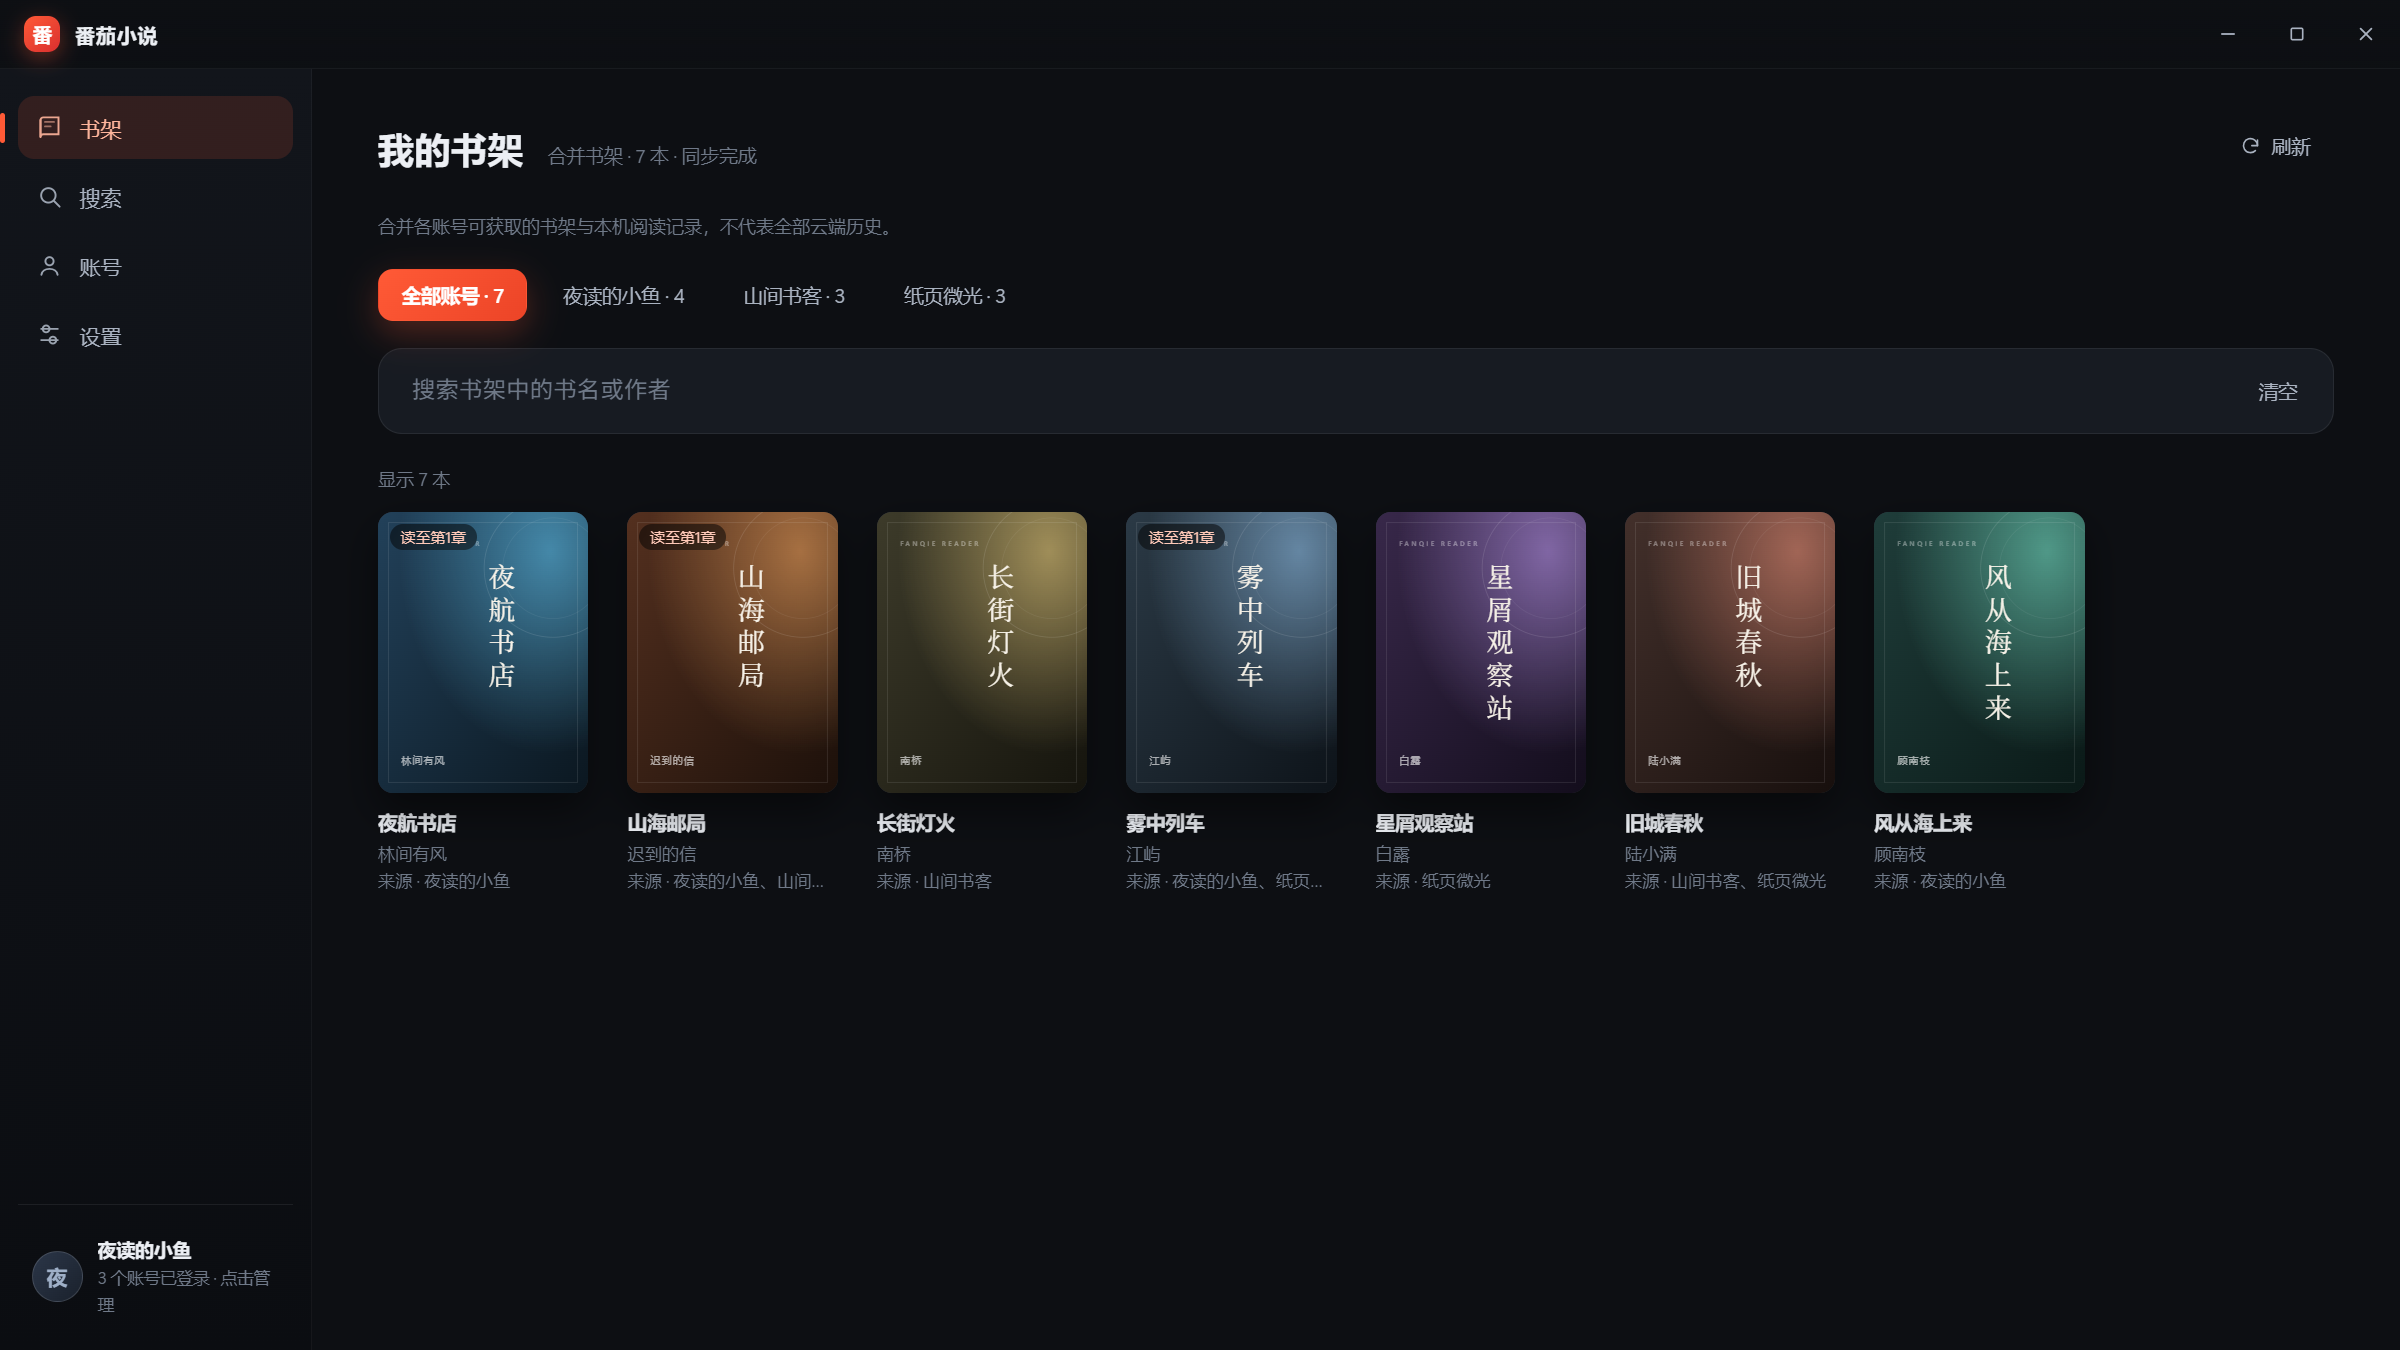 番 番茄小说
书架
搜索
账号
设置
我的书架 合并书架 · 7 本 · 同步完成
刷新
合并各账号可获取的书架与本机阅读记录，不代表全部云端历史。
全部账号 · 7 夜读的小鱼 · 4 山间书客 · 3 纸页微光 · 3
搜索书架中的书名或作者 清空
显示 7 本
读至第1章
夜航书店
林间有风
夜航书店
林间有风
来源 · 夜读的小鱼
读至第1章
山海邮局
迟到的信
山海邮局
迟到的信
来源 · 夜读的小鱼、山间...
FANQIE READER
长街灯火
南桥
长街灯火
南桥
来源 · 山间书客
读至第1章
雾中列车
江屿
雾中列车
江屿
来源 · 夜读的小鱼、纸页...
FANQIE READER
星屑观察站
白露
星屑观察站
白露
来源 · 纸页微光
FANQIE READER
旧城春秋
陆小满
旧城春秋
陆小满
来源 · 山间书客、纸页微光
FANQIE READER
风从海上来
顾南枝
风从海上来
顾南枝
来源 · 夜读的小鱼
夜
夜读的小鱼
3 个账号已登录 · 点击管
理